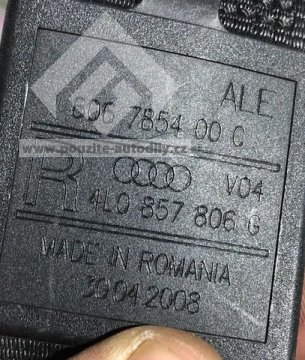 ALE
606 7854 00 C
www.pouzite-autodily.cz
R V04
4L0 857 806 G
MADE IN ROMANIA
30.04.2008